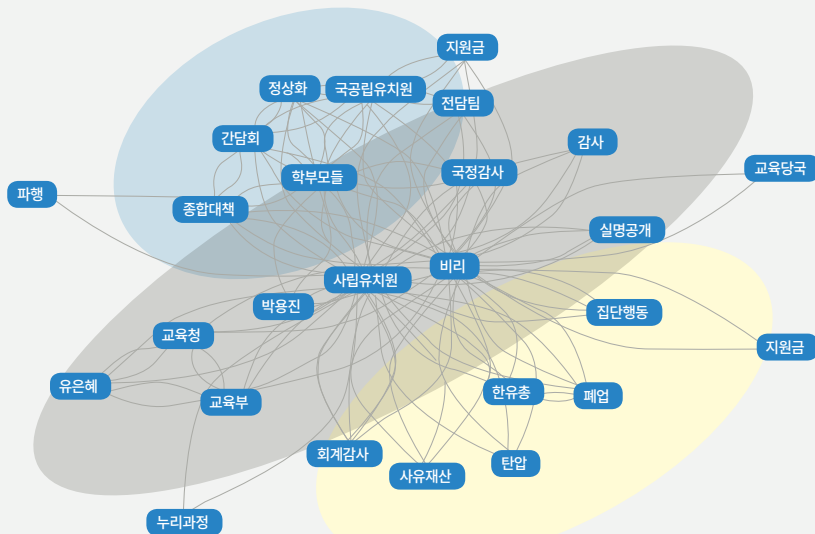 지원금
정상화
국공립유치원
전담팀
간담회
감사
학부모들
국정감사
교육당국
파행
종합대책
실명공개
비리
사립유치원
박용진
집단행동
교육청
지원금
유은혜
한유총
폐업
교육부
회계감사
탄압
사유재산
누리과정